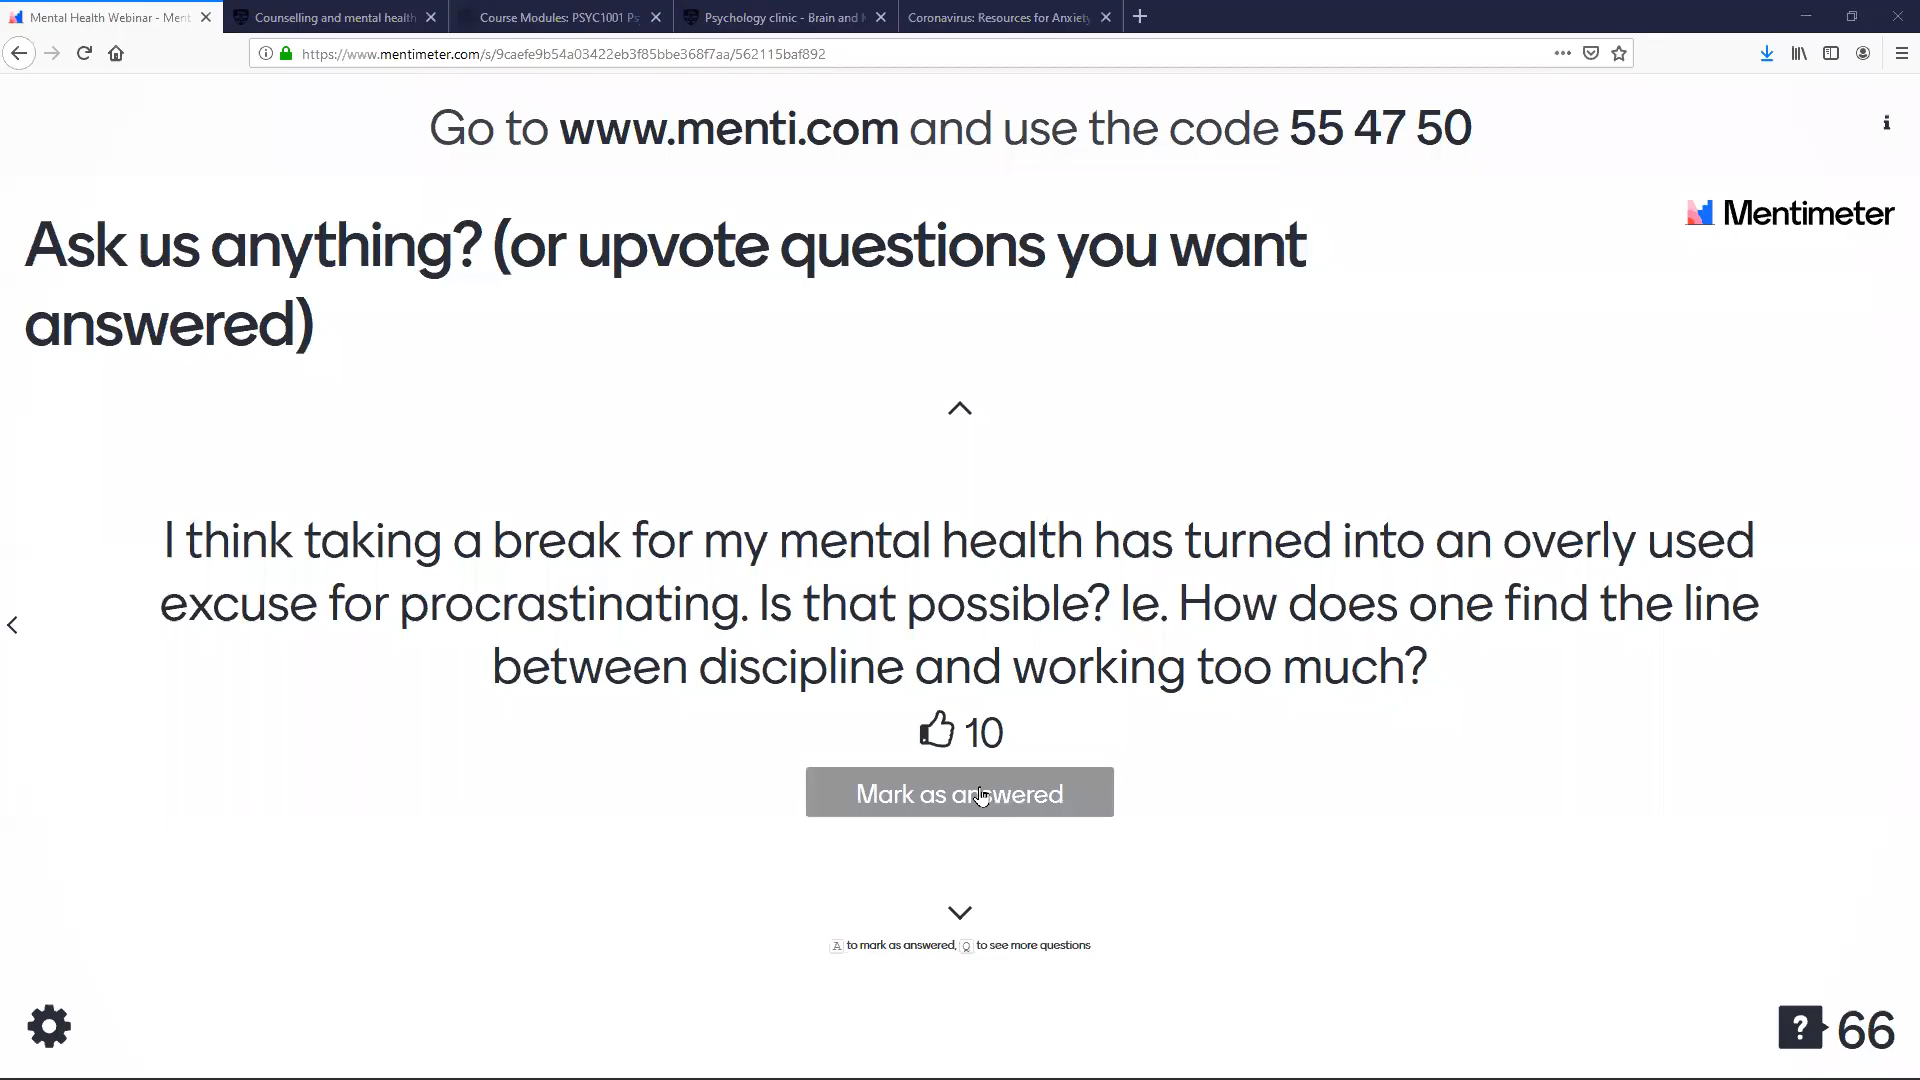 Mental Health Webinar - Ment
Counselling and mental health
Course Modules: PSYC1001 Ps
Psychology clinic - Brain and
Coronavirus: Resources for Anxiety
https://www.mentimeter.com/s/9caefe9b54a03422eb3f85bbe368f7aa/562115baf892
Go to www.menti.com and use the code 55 47 50
Mentimeter
Ask us anything? (or upvote questions you want
answered)
I think taking a break for my mental health has turned into an overly used
excuse for procrastinating. Is that possible? Ie. How does one find the line
between discipline and working too much?
10
Mark as answered
A to mark as answered, Q to see more questions
? 66